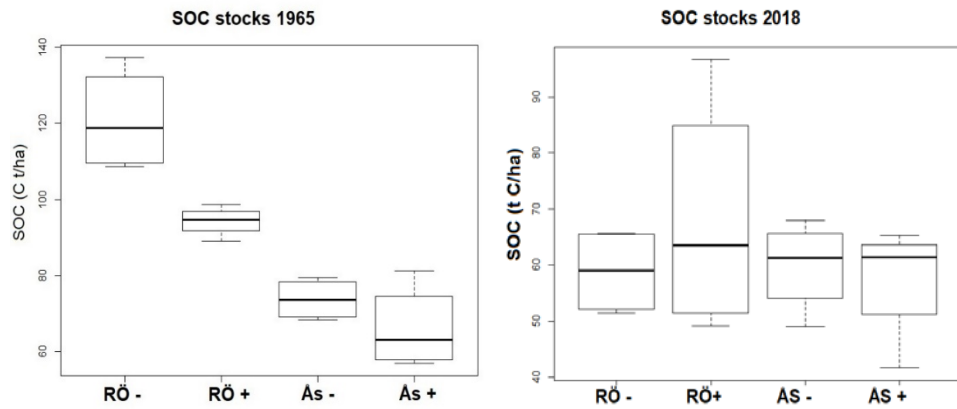 SOC stocks 1965
SOC (C t/ha)
140
120
100
80
60
RÖ -
RÖ +
Ås -
Ås +
SOC stocks 2018
SOC (t C/ha)
90
80
70
60
50
40
RÖ -
RÖ+
ÅS -
ÅS +